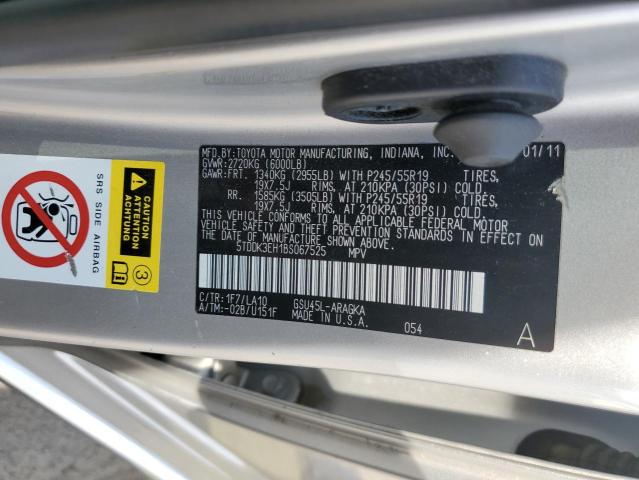 MFD.BY:TOYOTA MOTOR MANUFACTURING, INDIANA, INC. 01/11
GVWR:2720KG (6000LB)
GAWR:FRT. 1340KG (2955LB) WITH P245/55R19 TIRES,
19X7.5J RIMS, AT 210KPA (30PSI) COLD.
RR. 1585KG (3505LB) WITH P245/55R19 TIRES,
19X7.5J RIMS, AT 210KPA (30PSI) COLD.
THIS VEHICLE CONFORMS TO ALL APPLICABLE FEDERAL MOTOR
VEHICLE SAFETY AND THEFT PREVENTION STANDARDS IN EFFECT ON
THE DATE OF MANUFACTURE SHOWN ABOVE.
5TDDK3EH1BS067525 MPV
C/TR:1F7/LA10 GSU45L-ARAGKA
A/TM:-02B/U151F MADE IN U.S.A. 054
A
SRS SIDE AIRBAG
CAUTION
ATTENTION
ACHTUNG
3